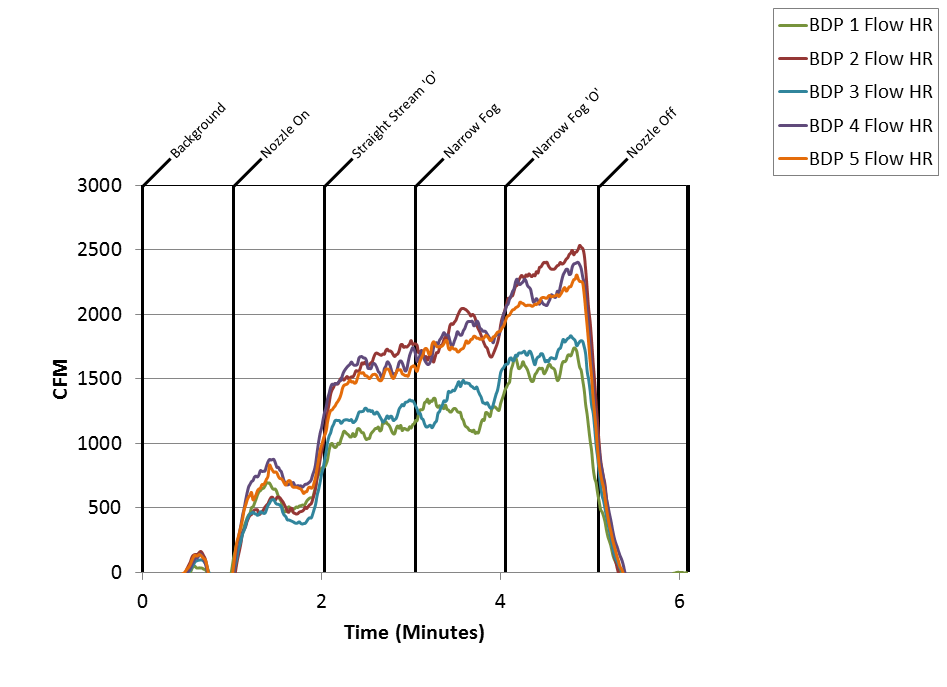 BDP 1 Flow HR
BDP 2 Flow HR
BDP 3 Flow HR
BDP 4 Flow HR
BDP 5 Flow HR
Background
Nozzle On
Straight Stream 'O'
Narrow Fog
Narrow Fog 'O'
Nozzle Off
3000
2500
2000
1500
1000
500
0
CFM
0 2 4 6
Time (Minutes)